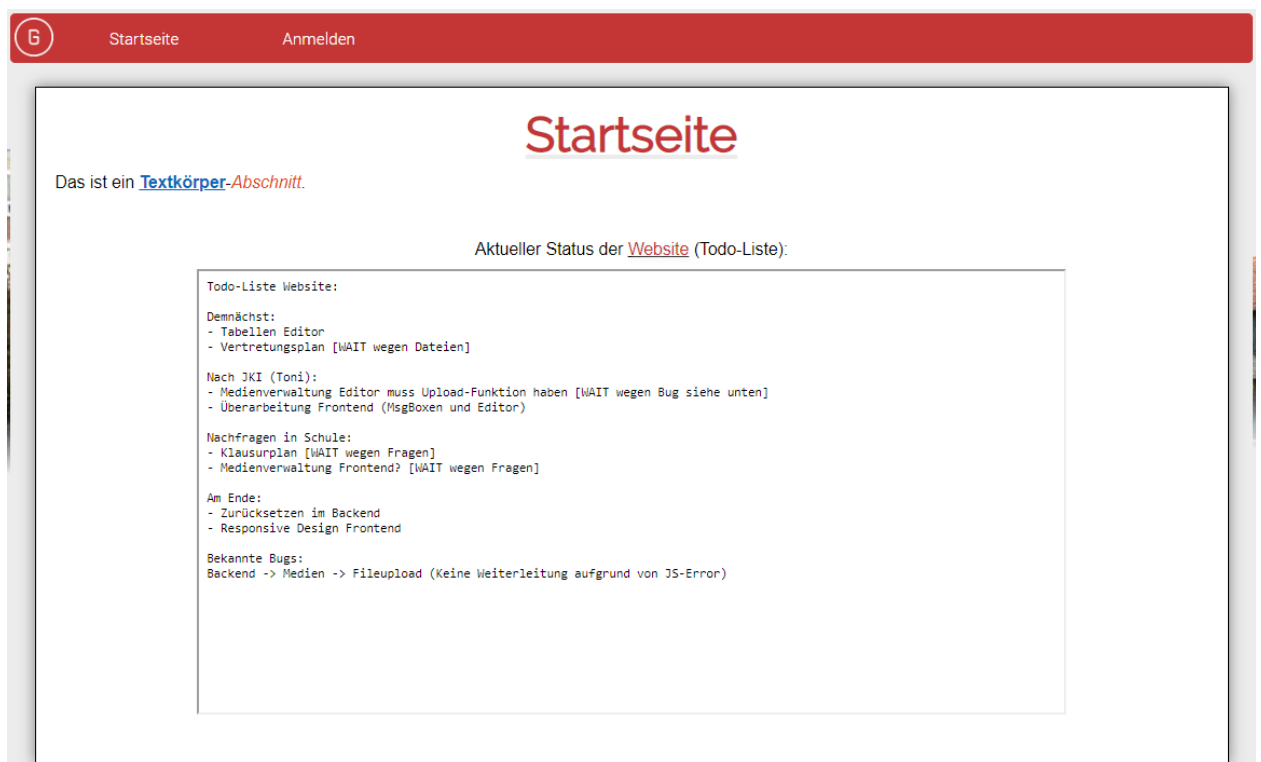 G Startseite Anmelden
Startseite
Das ist ein Textkörper-Abschnitt.
Aktueller Status der Website (Todo-Liste):
Todo-Liste Website:
Demnächst:
- Tabellen Editor
- Vertretungsplan [WAIT wegen Dateien]
Nach JKI (Toni):
- Medienverwaltung Editor muss Upload-Funktion haben [WAIT wegen Bug siehe unten]
- Überarbeitung Frontend (MsgBoxen und Editor)
Nachfragen in Schule:
- Klausurplan [WAIT wegen Fragen]
- Medienverwaltung Frontend? [WAIT wegen Fragen]
Am Ende:
- Zurücksetzen im Backend
- Responsive Design Frontend
Bekannte Bugs:
Backend -> Medien -> Fileupload (Keine Weiterleitung aufgrund von JS-Error)